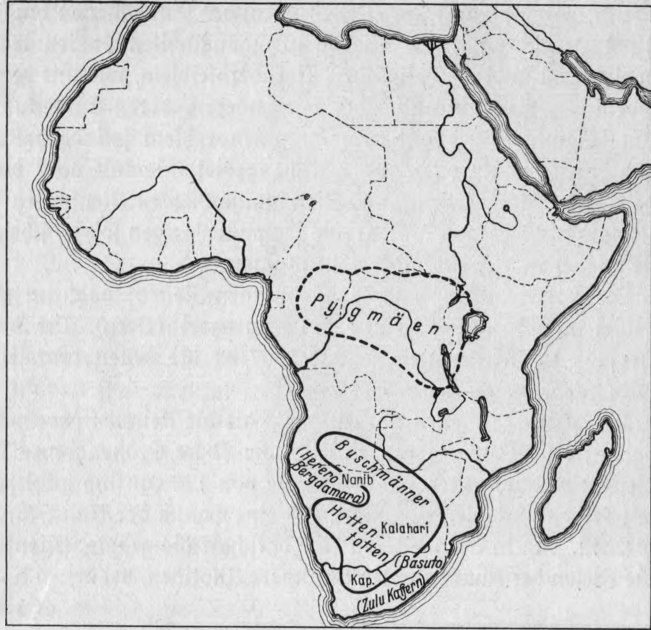 Pygmäen
Buschmänner
(Herero
Bergdamara)
Nanib
Hotten-
totten
Kalahari
(Basuto)
Kap.
(Zulu Kaffern)